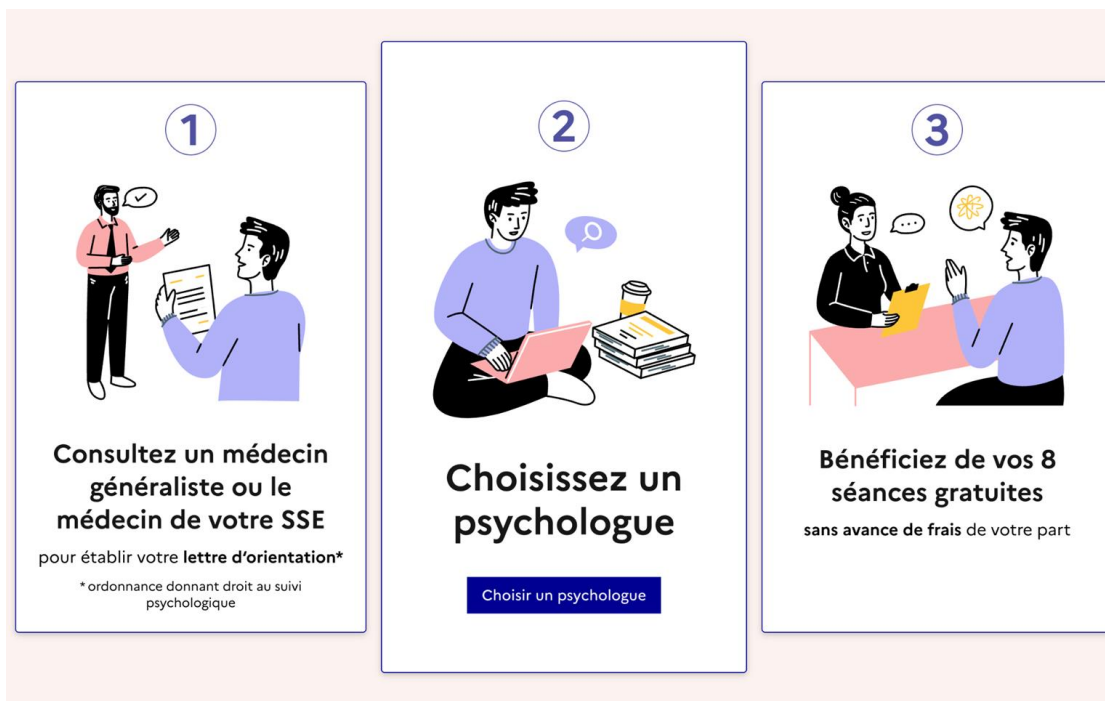 1
Consultez un médecin
généraliste ou le
médecin de votre SSE
pour établir votre lettre d'orientation*
* ordonnance donnant droit au suivi
psychologique
2
Choisissez un
psychologue
Choisir un psychologue
3
Bénéficiez de vos 8
séances gratuites
sans avance de frais de votre part